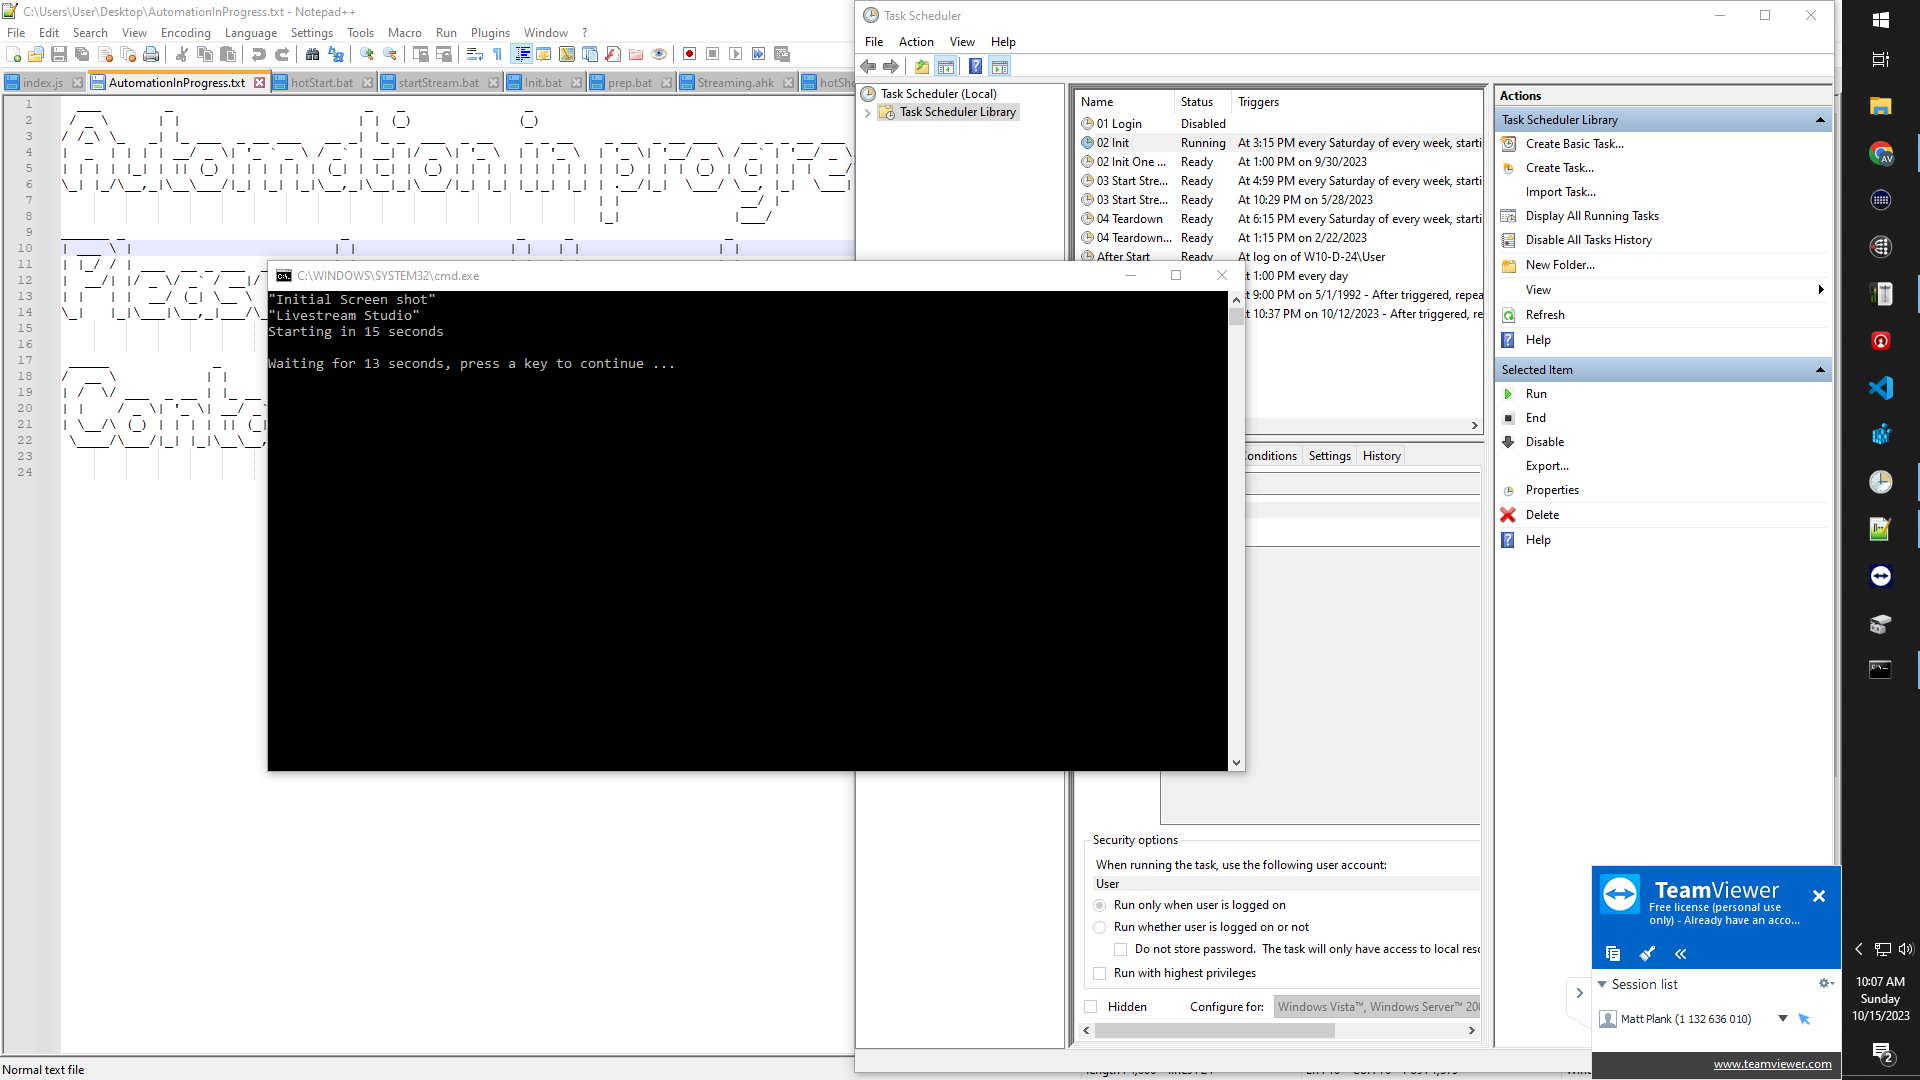 C:\Users\User\Desktop\AutomationInProgress.txt - Notepad++
File Edit Search View Encoding Language Settings Tools Macro Run Plugins Window ?
index.js
AutomationInProgress.txt
hotStart.bat
startStream.bat
Init.bat
prep.bat
Streaming.ahk
1
2
3
4
5
6
7
8
9
10
11
12
13
14
15
16
17
18
19
20
21
22
23
24
Automation in progre
Pleas
Conta
Normal text file
C:\WINDOWS\SYSTEM32\cmd.exe
"Initial Screen shot"
"Livestream Studio"
Starting in 15 seconds
Waiting for 13 seconds, press a key to continue ...
Task Scheduler
File Action View Help
Task Scheduler (Local)
Task Scheduler Library
Name Status Triggers
01 Login Disabled
02 Init Running At 3:15 PM every Saturday of every week, starti
02 Init One ... Ready At 1:00 PM on 9/30/2023
03 Start Stre... Ready At 4:59 PM every Saturday of every week, starti
03 Start Stre... Ready At 10:29 PM on 5/28/2023
04 Teardown Ready At 6:15 PM every Saturday of every week, starti
04 Teardown... Ready At 1:15 PM on 2/22/2023
After Start Ready At log on of W10-D-24\User
t 1:00 PM every day
t 9:00 PM on 5/1/1992 - After triggered, repea
t 10:37 PM on 10/12/2023 - After triggered, re
onditions Settings History
Security options
When running the task, use the following user account:
User
Run only when user is logged on
Run whether user is logged on or not
Do not store password. The task will only have access to local resc
Run with highest privileges
Hidden Configure for: Windows Vista™, Windows Server™ 200
Actions
Task Scheduler Library
Create Basic Task...
Create Task...
Import Task...
Display All Running Tasks
Disable All Tasks History
New Folder...
View
Refresh
Help
Selected Item
Run
End
Disable
Export...
Properties
Delete
Help
TeamViewer
Free license (personal use
only) - Already have an acco...
Session list
Matt Plank (1 132 636 010)
www.teamviewer.com
AV
10:07 AM
Sunday
10/15/2023
2